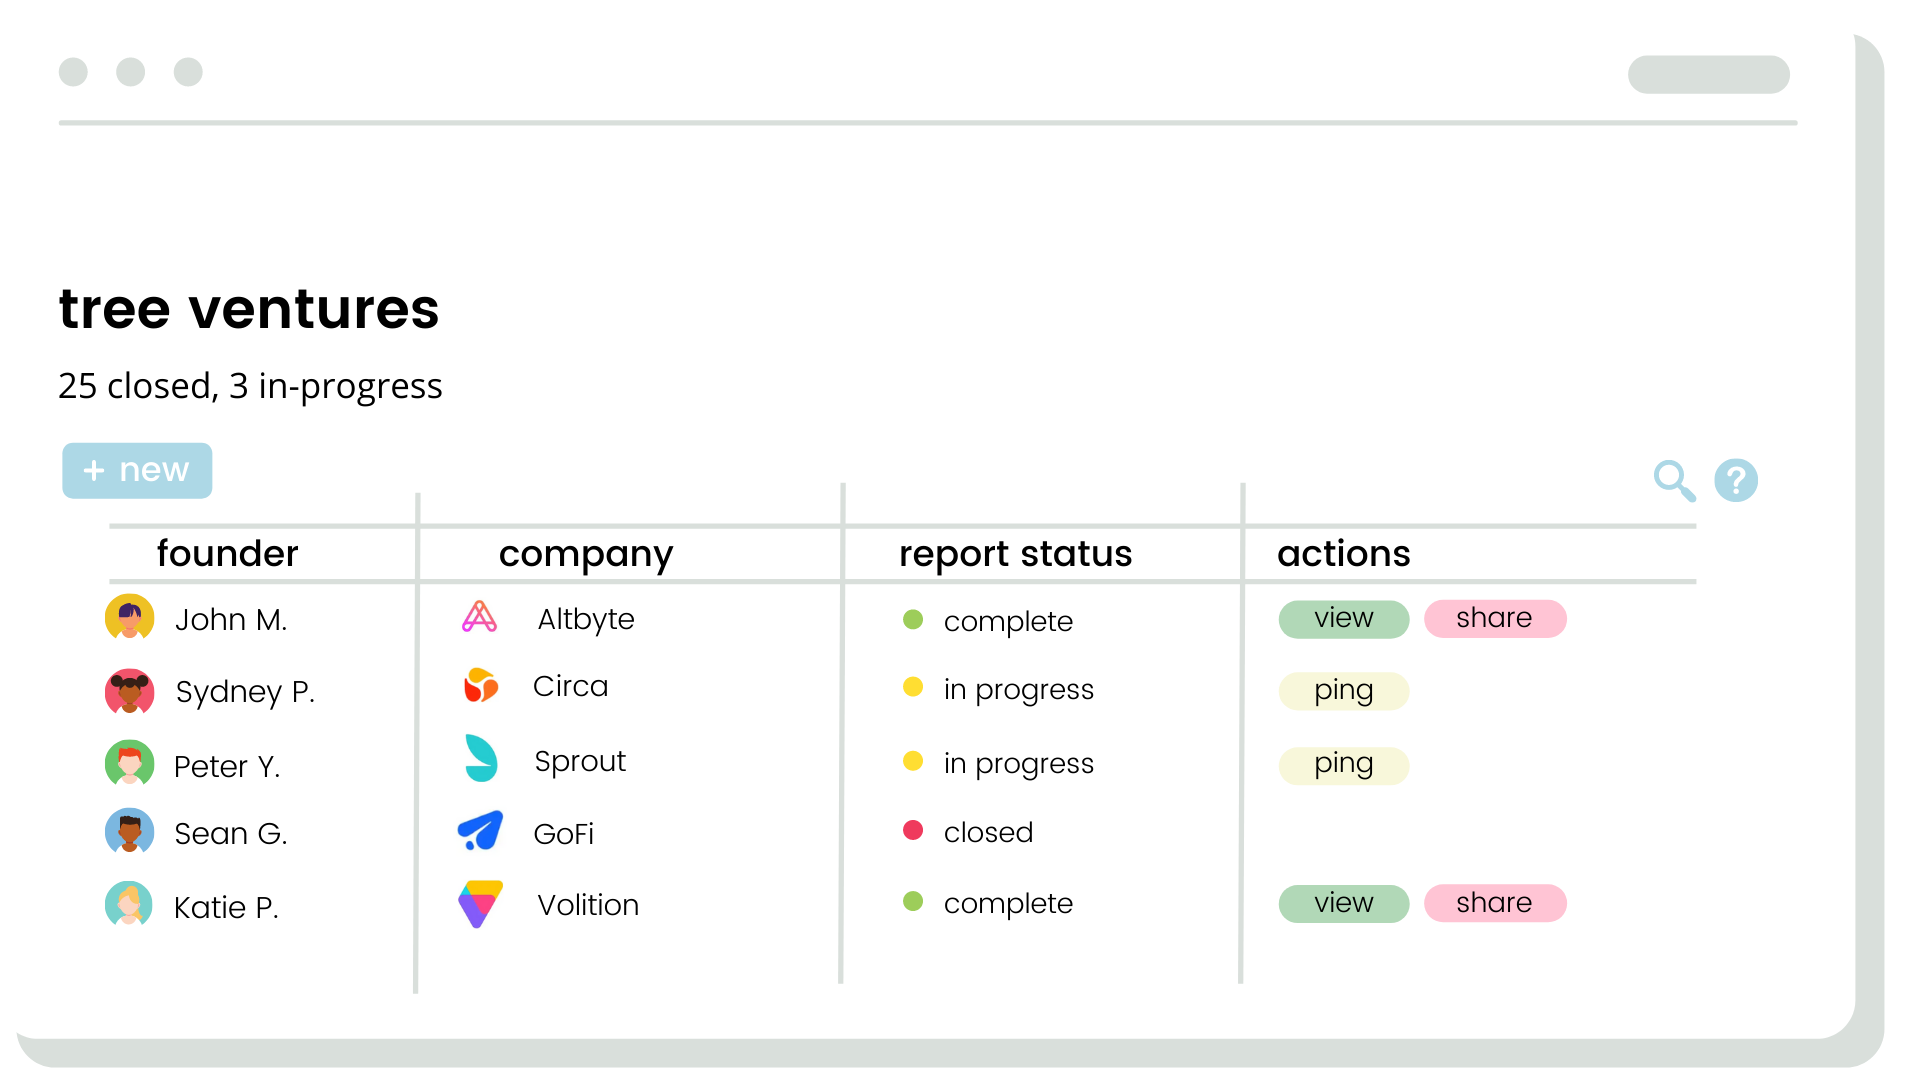 tree ventures
25 closed, 3 in-progress
+ new
?
founder company report status actions
John M. Altbyte complete view share
Sydney P. Circa in progress ping
Peter Y. Sprout in progress ping
Sean G. GoFi closed
Katie P. Volition complete view share